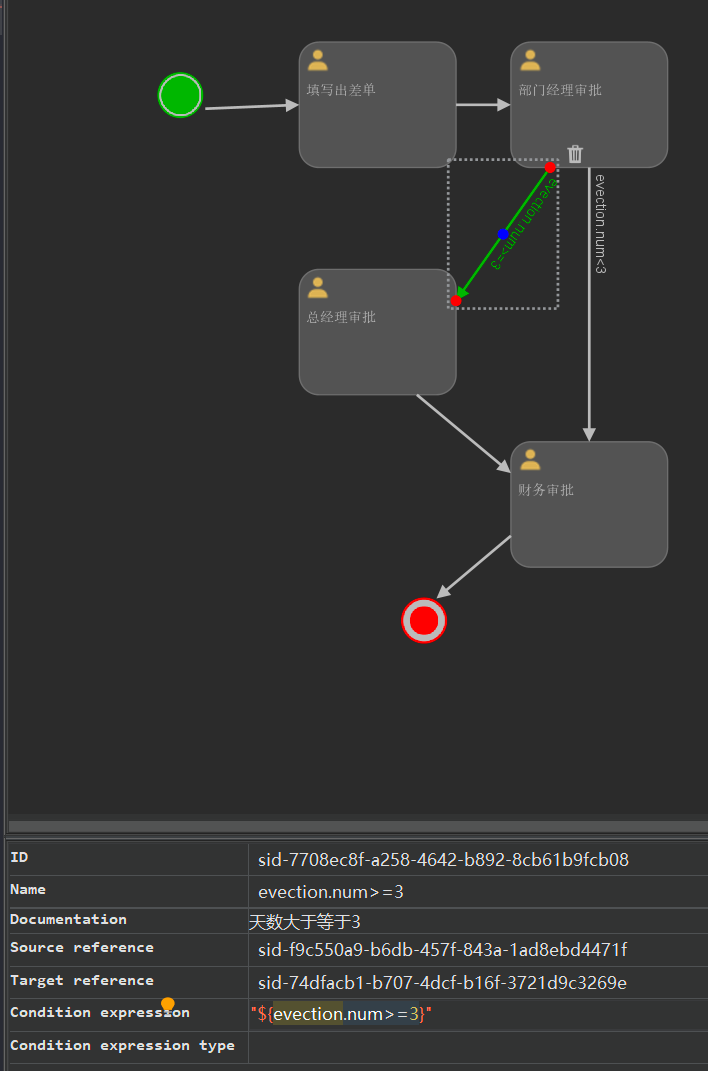 填写出差单
部门经理审批
evection.num>=3
evection.num<3
总经理审批
财务审批
ID
sid-7708ec8f-a258-4642-b892-8cb61b9fcb08
Name
evection.num>=3
Documentation
天数大于等于3
Source reference
sid-f9c550a9-b6db-457f-843a-1ad8ebd4471f
Target reference
sid-74dfacb1-b707-4dcf-b16f-3721d9c3269e
Condition expression
"${evection.num>=3}"
Condition expression type